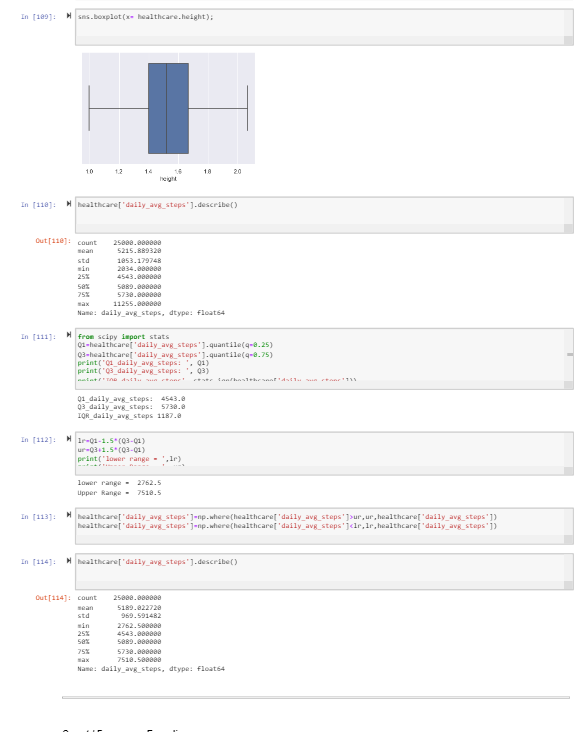 In [109]: sns.boxplot(x= healthcare.height);
1.0 1.2 1.4 1.6 1.8 2.0
height
In [110]: healthcare['daily_avg_steps'].describe()
Out[110]: count 25000.000000
mean 5215.889320
std 1053.179748
min 2034.000000
25% 4543.000000
50% 5089.000000
75% 5730.000000
max 11255.000000
Name: daily_avg_steps, dtype: float64
In [111]: from scipy import stats
Q1=healthcare['daily_avg_steps'].quantile(q=0.25)
Q3=healthcare['daily_avg_steps'].quantile(q=0.75)
print('Q1_daily_avg_steps: ', Q1)
print('Q3_daily_avg_steps: ', Q3)
print('IQR_daily_avg_steps', stats.iqr(healthcare['daily_avg_steps']))
Q1_daily_avg_steps: 4543.0
Q3_daily_avg_steps: 5730.0
IQR_daily_avg_steps 1187.0
In [112]: lr=Q1-1.5*(Q3-Q1)
ur=Q3+1.5*(Q3-Q1)
print('lower range = ',lr)
lower range = 2762.5
Upper Range = 7510.5
In [113]: healthcare['daily_avg_steps']=np.where(healthcare['daily_avg_steps']>ur,ur,healthcare['daily_avg_steps'])
healthcare['daily_avg_steps']=np.where(healthcare['daily_avg_steps']<lr,lr,healthcare['daily_avg_steps'])
In [114]: healthcare['daily_avg_steps'].describe()
Out[114]: count 25000.000000
mean 5189.022720
std 969.591482
min 2762.500000
25% 4543.000000
50% 5089.000000
75% 5730.000000
max 7510.500000
Name: daily_avg_steps, dtype: float64